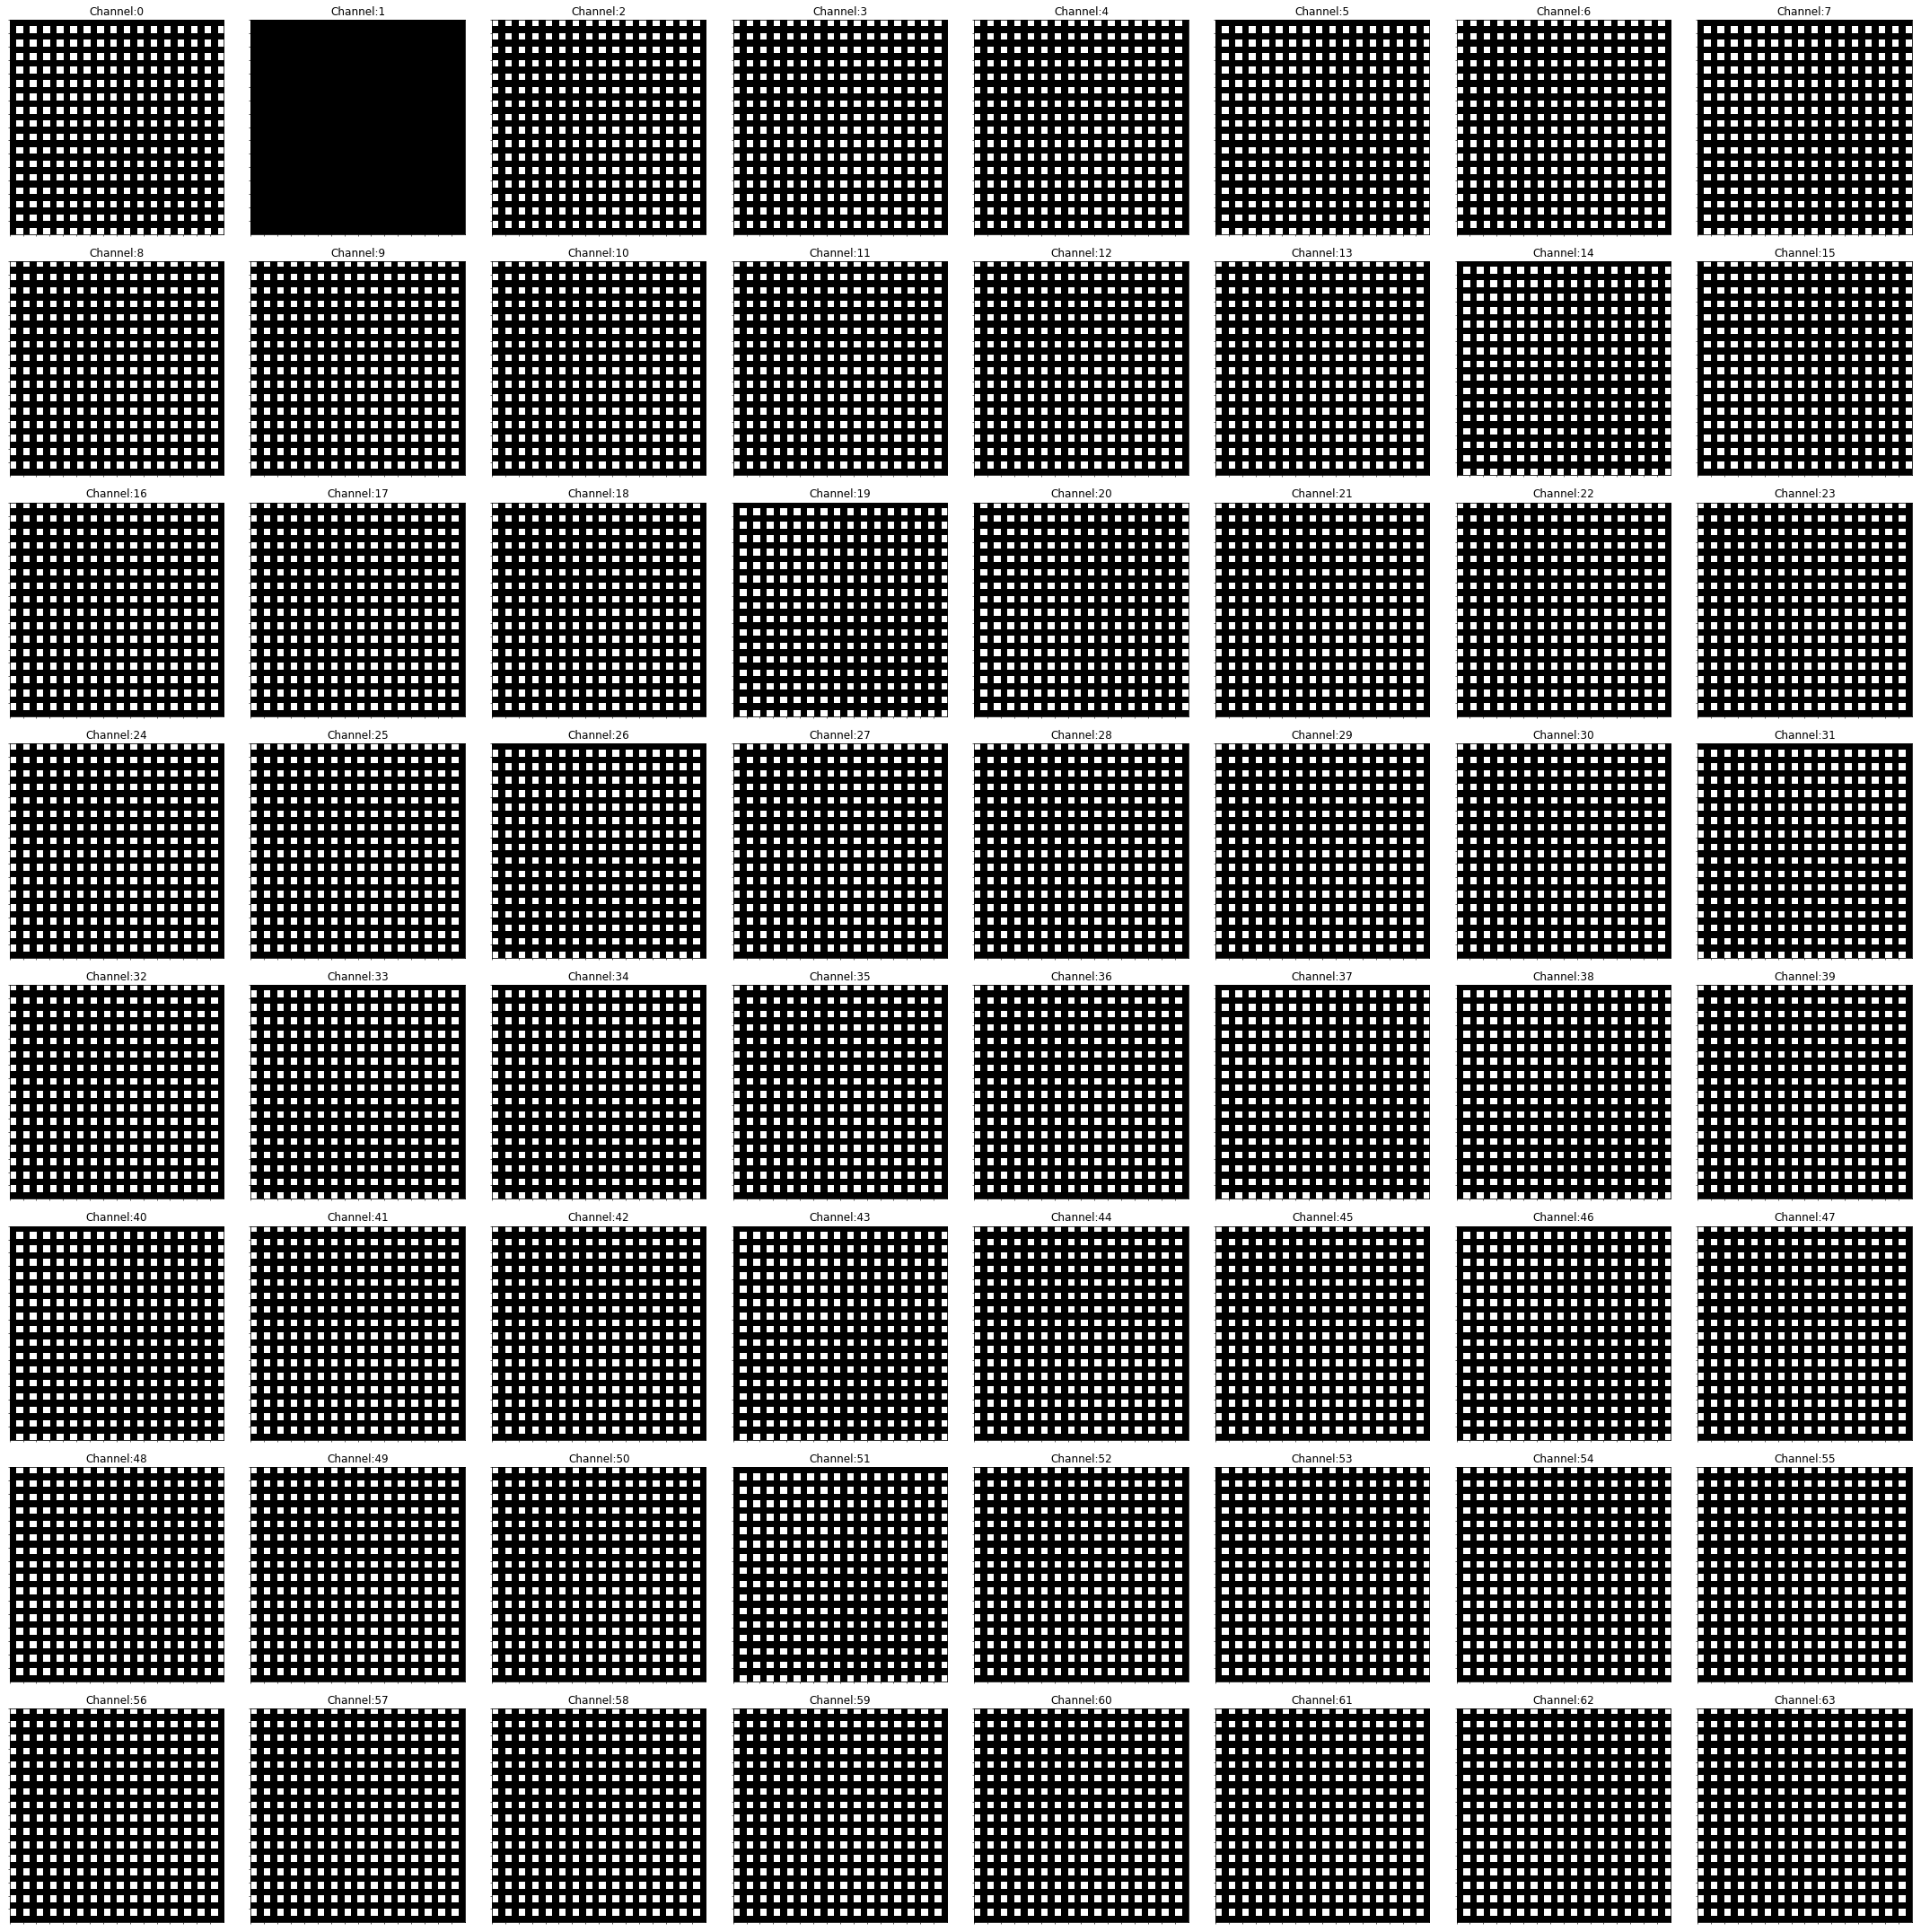 Channel:0 Channel:1 Channel:2 Channel:3 Channel:4 Channel:5 Channel:6 Channel:7
Channel:8 Channel:9 Channel:10 Channel:11 Channel:12 Channel:13 Channel:14 Channel:15
Channel:16 Channel:17 Channel:18 Channel:19 Channel:20 Channel:21 Channel:22 Channel:23
Channel:24 Channel:25 Channel:26 Channel:27 Channel:28 Channel:29 Channel:30 Channel:31
Channel:32 Channel:33 Channel:34 Channel:35 Channel:36 Channel:37 Channel:38 Channel:39
Channel:40 Channel:41 Channel:42 Channel:43 Channel:44 Channel:45 Channel:46 Channel:47
Channel:48 Channel:49 Channel:50 Channel:51 Channel:52 Channel:53 Channel:54 Channel:55
Channel:56 Channel:57 Channel:58 Channel:59 Channel:60 Channel:61 Channel:62 Channel:63